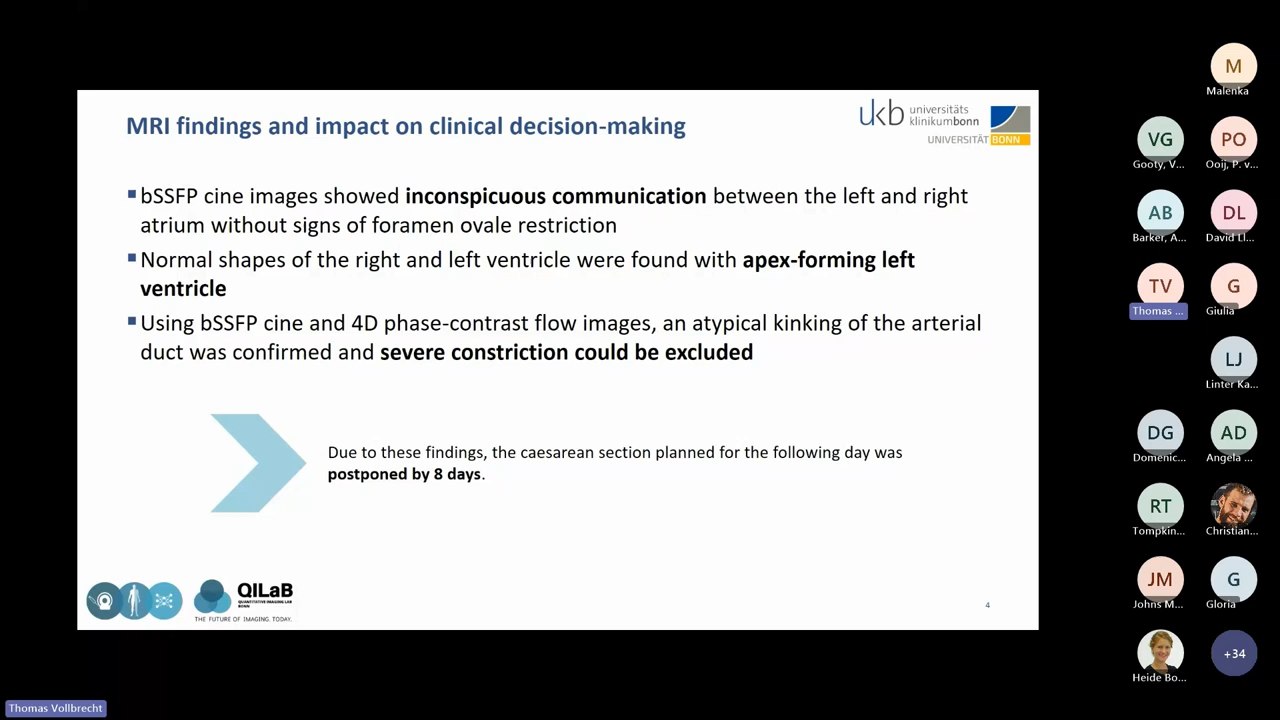 MRI findings and impact on clinical decision-making
ukb universitäts
klinikumbonn
UNIVERSITÄT BONN
bSSFP cine images showed inconspicuous communication between the left and right
atrium without signs of foramen ovale restriction
Normal shapes of the right and left ventricle were found with apex-forming left
ventricle
Using bSSFP cine and 4D phase-contrast flow images, an atypical kinking of the arterial
duct was confirmed and severe constriction could be excluded
Due to these findings, the caesarean section planned for the following day was
postponed by 8 days.
QILaB
QUANTITATIVE IMAGING LAB
BONN
THE FUTURE OF IMAGING. TODAY.
4
M
Malenka
VG
Gooty, V...
PO
Ooij, P. v...
AB
Barker, A...
DL
David Ll...
TV
Thomas ...
G
Giulia
LJ
Linter Ka...
DG
Domenic...
AD
Angela ...
RT
Tompkin...
Christian...
JM
Johns M...
G
Gloria
Heide Bo...
+34
Thomas Vollbrecht